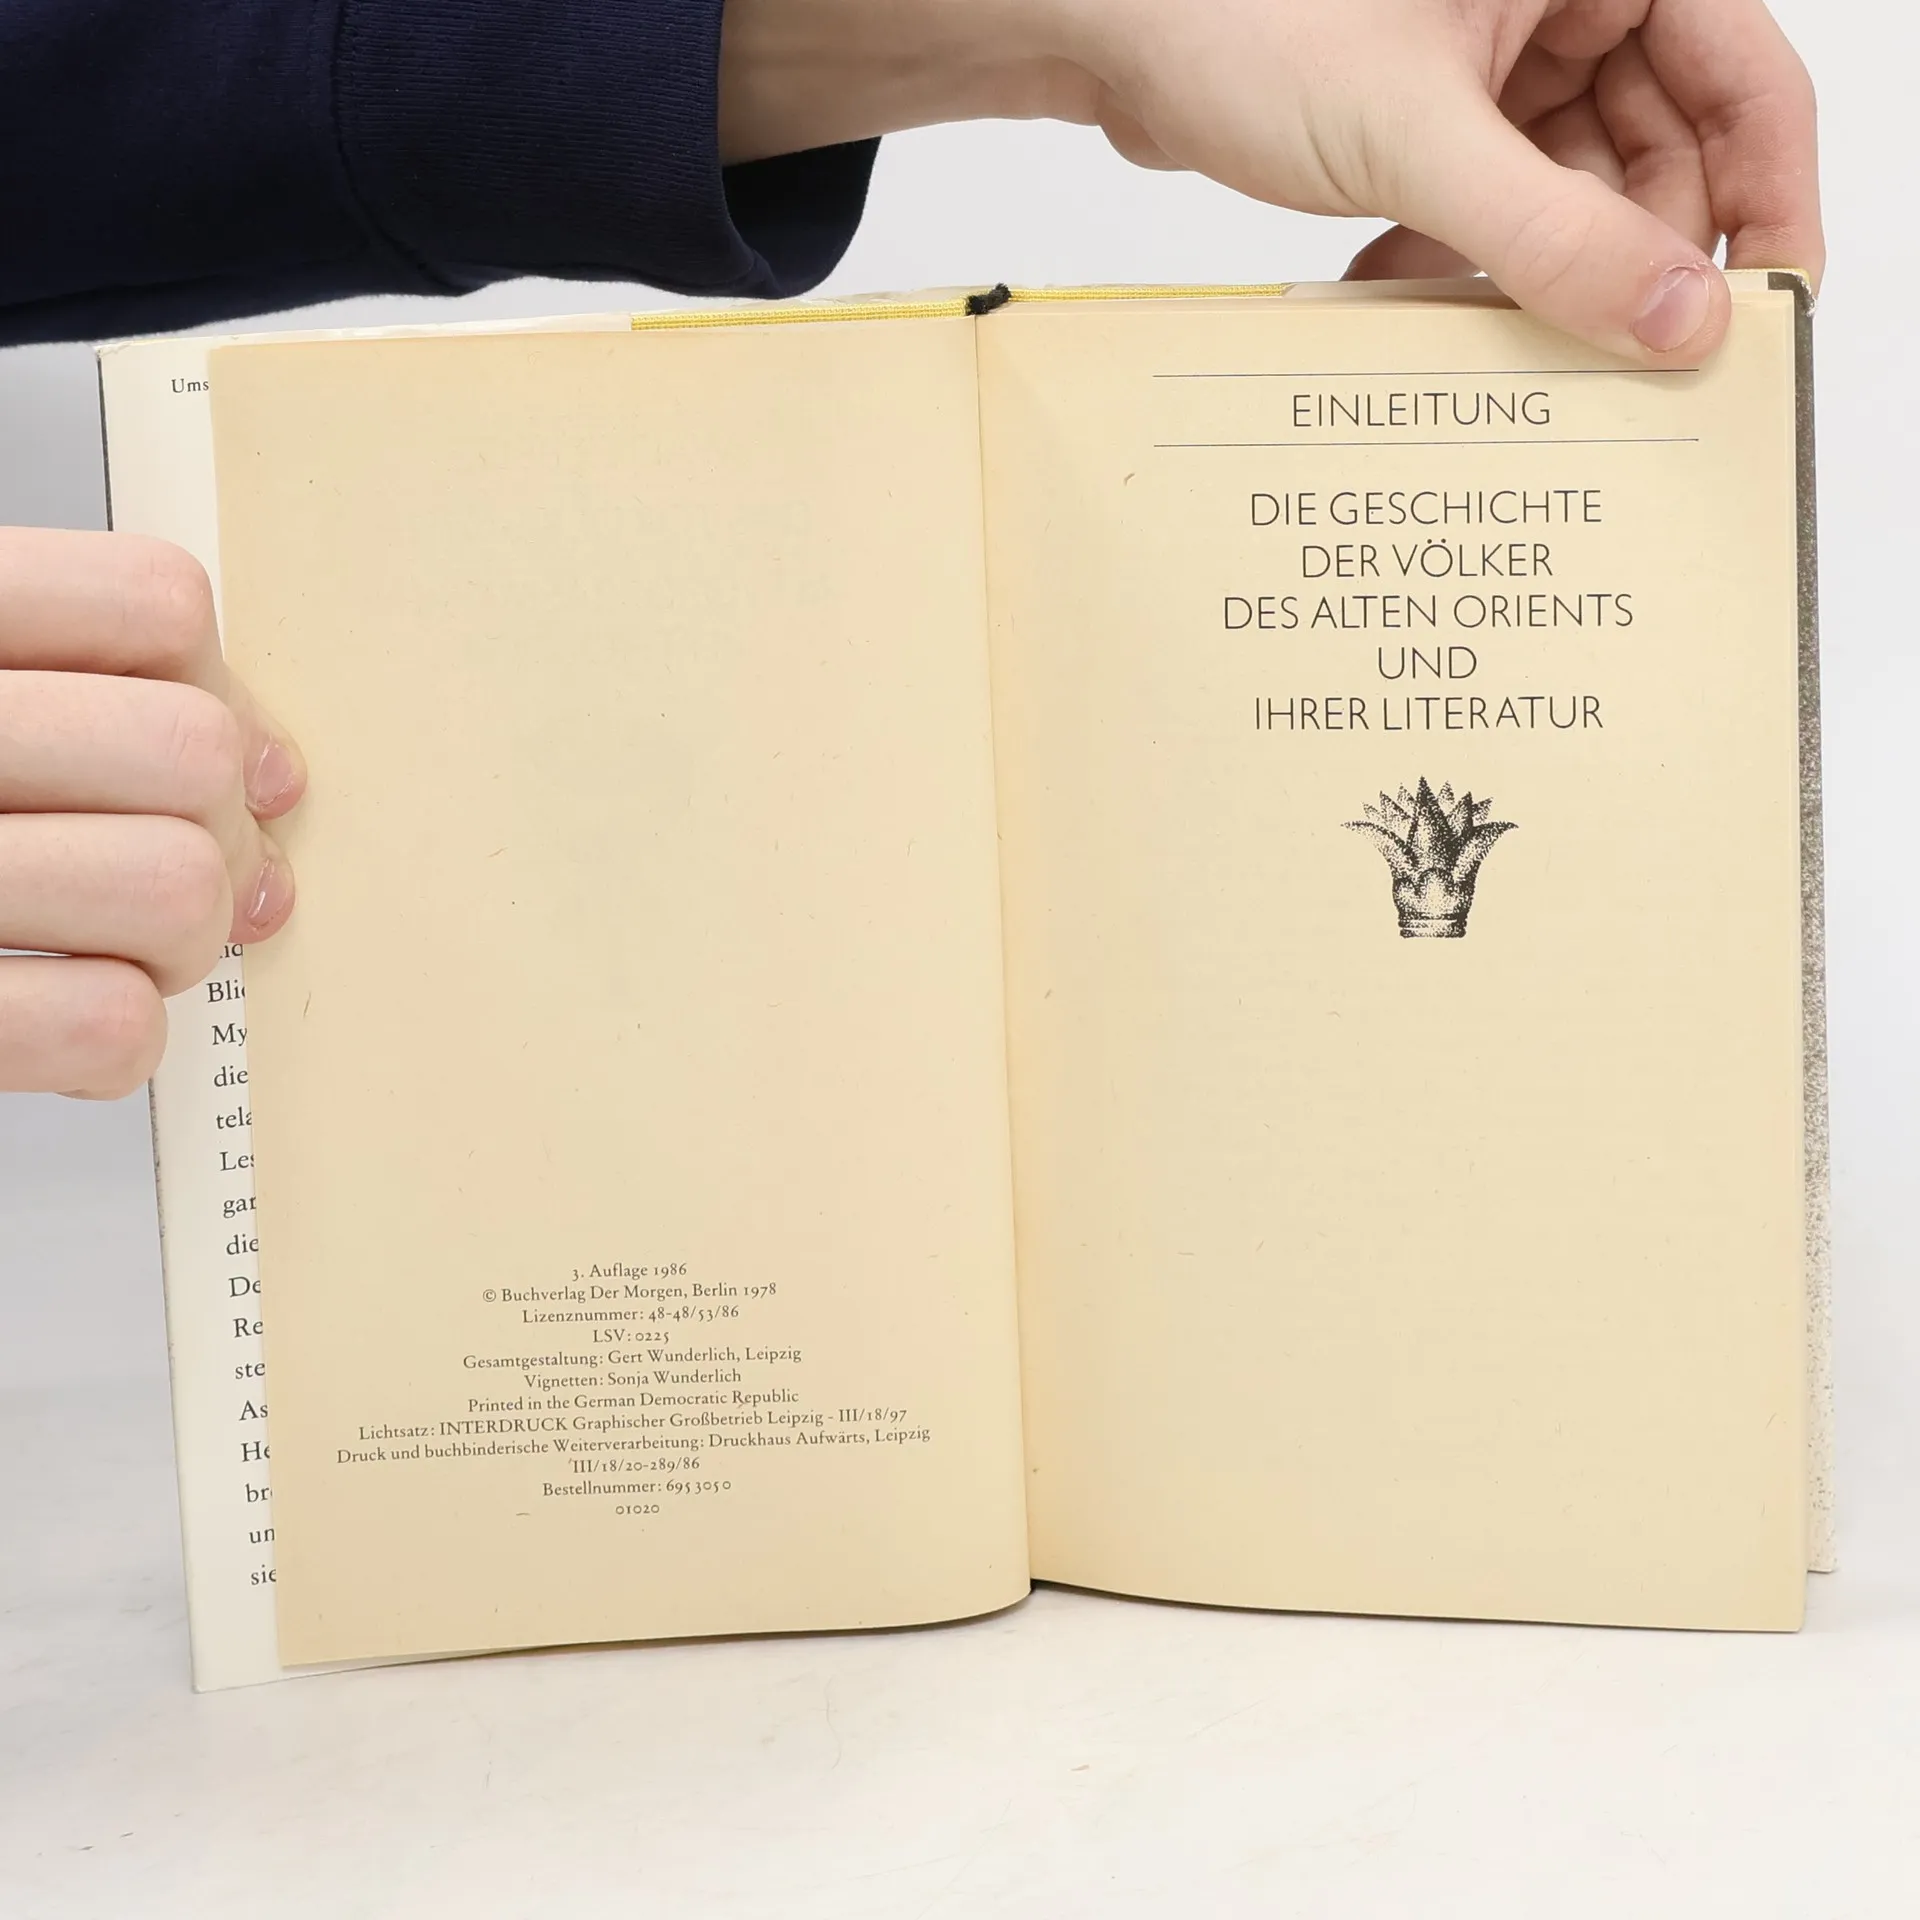 Ums
Blic
My
die
tela
Les
gar
die
De
Re
ste
As
He
br
un
sie
3. Auflage 1986
© Buchverlag Der Morgen, Berlin 1978
Lizenznummer: 48-48/53/86
LSV: 0225
Gesamtgestaltung: Gert Wunderlich, Leipzig
Vignetten: Sonja Wunderlich
Printed in the German Democratic Republic
Lichtsatz: INTERDRUCK Graphischer Großbetrieb Leipzig - III/18/97
Druck und buchbinderische Weiterverarbeitung: Druckhaus Aufwärts, Leipzig
III/18/20-289/86
Bestellnummer: 695 305 0
01020
EINLEITUNG
DIE GESCHICHTE
DER VÖLKER
DES ALTEN ORIENTS
UND
IHRER LITERATUR